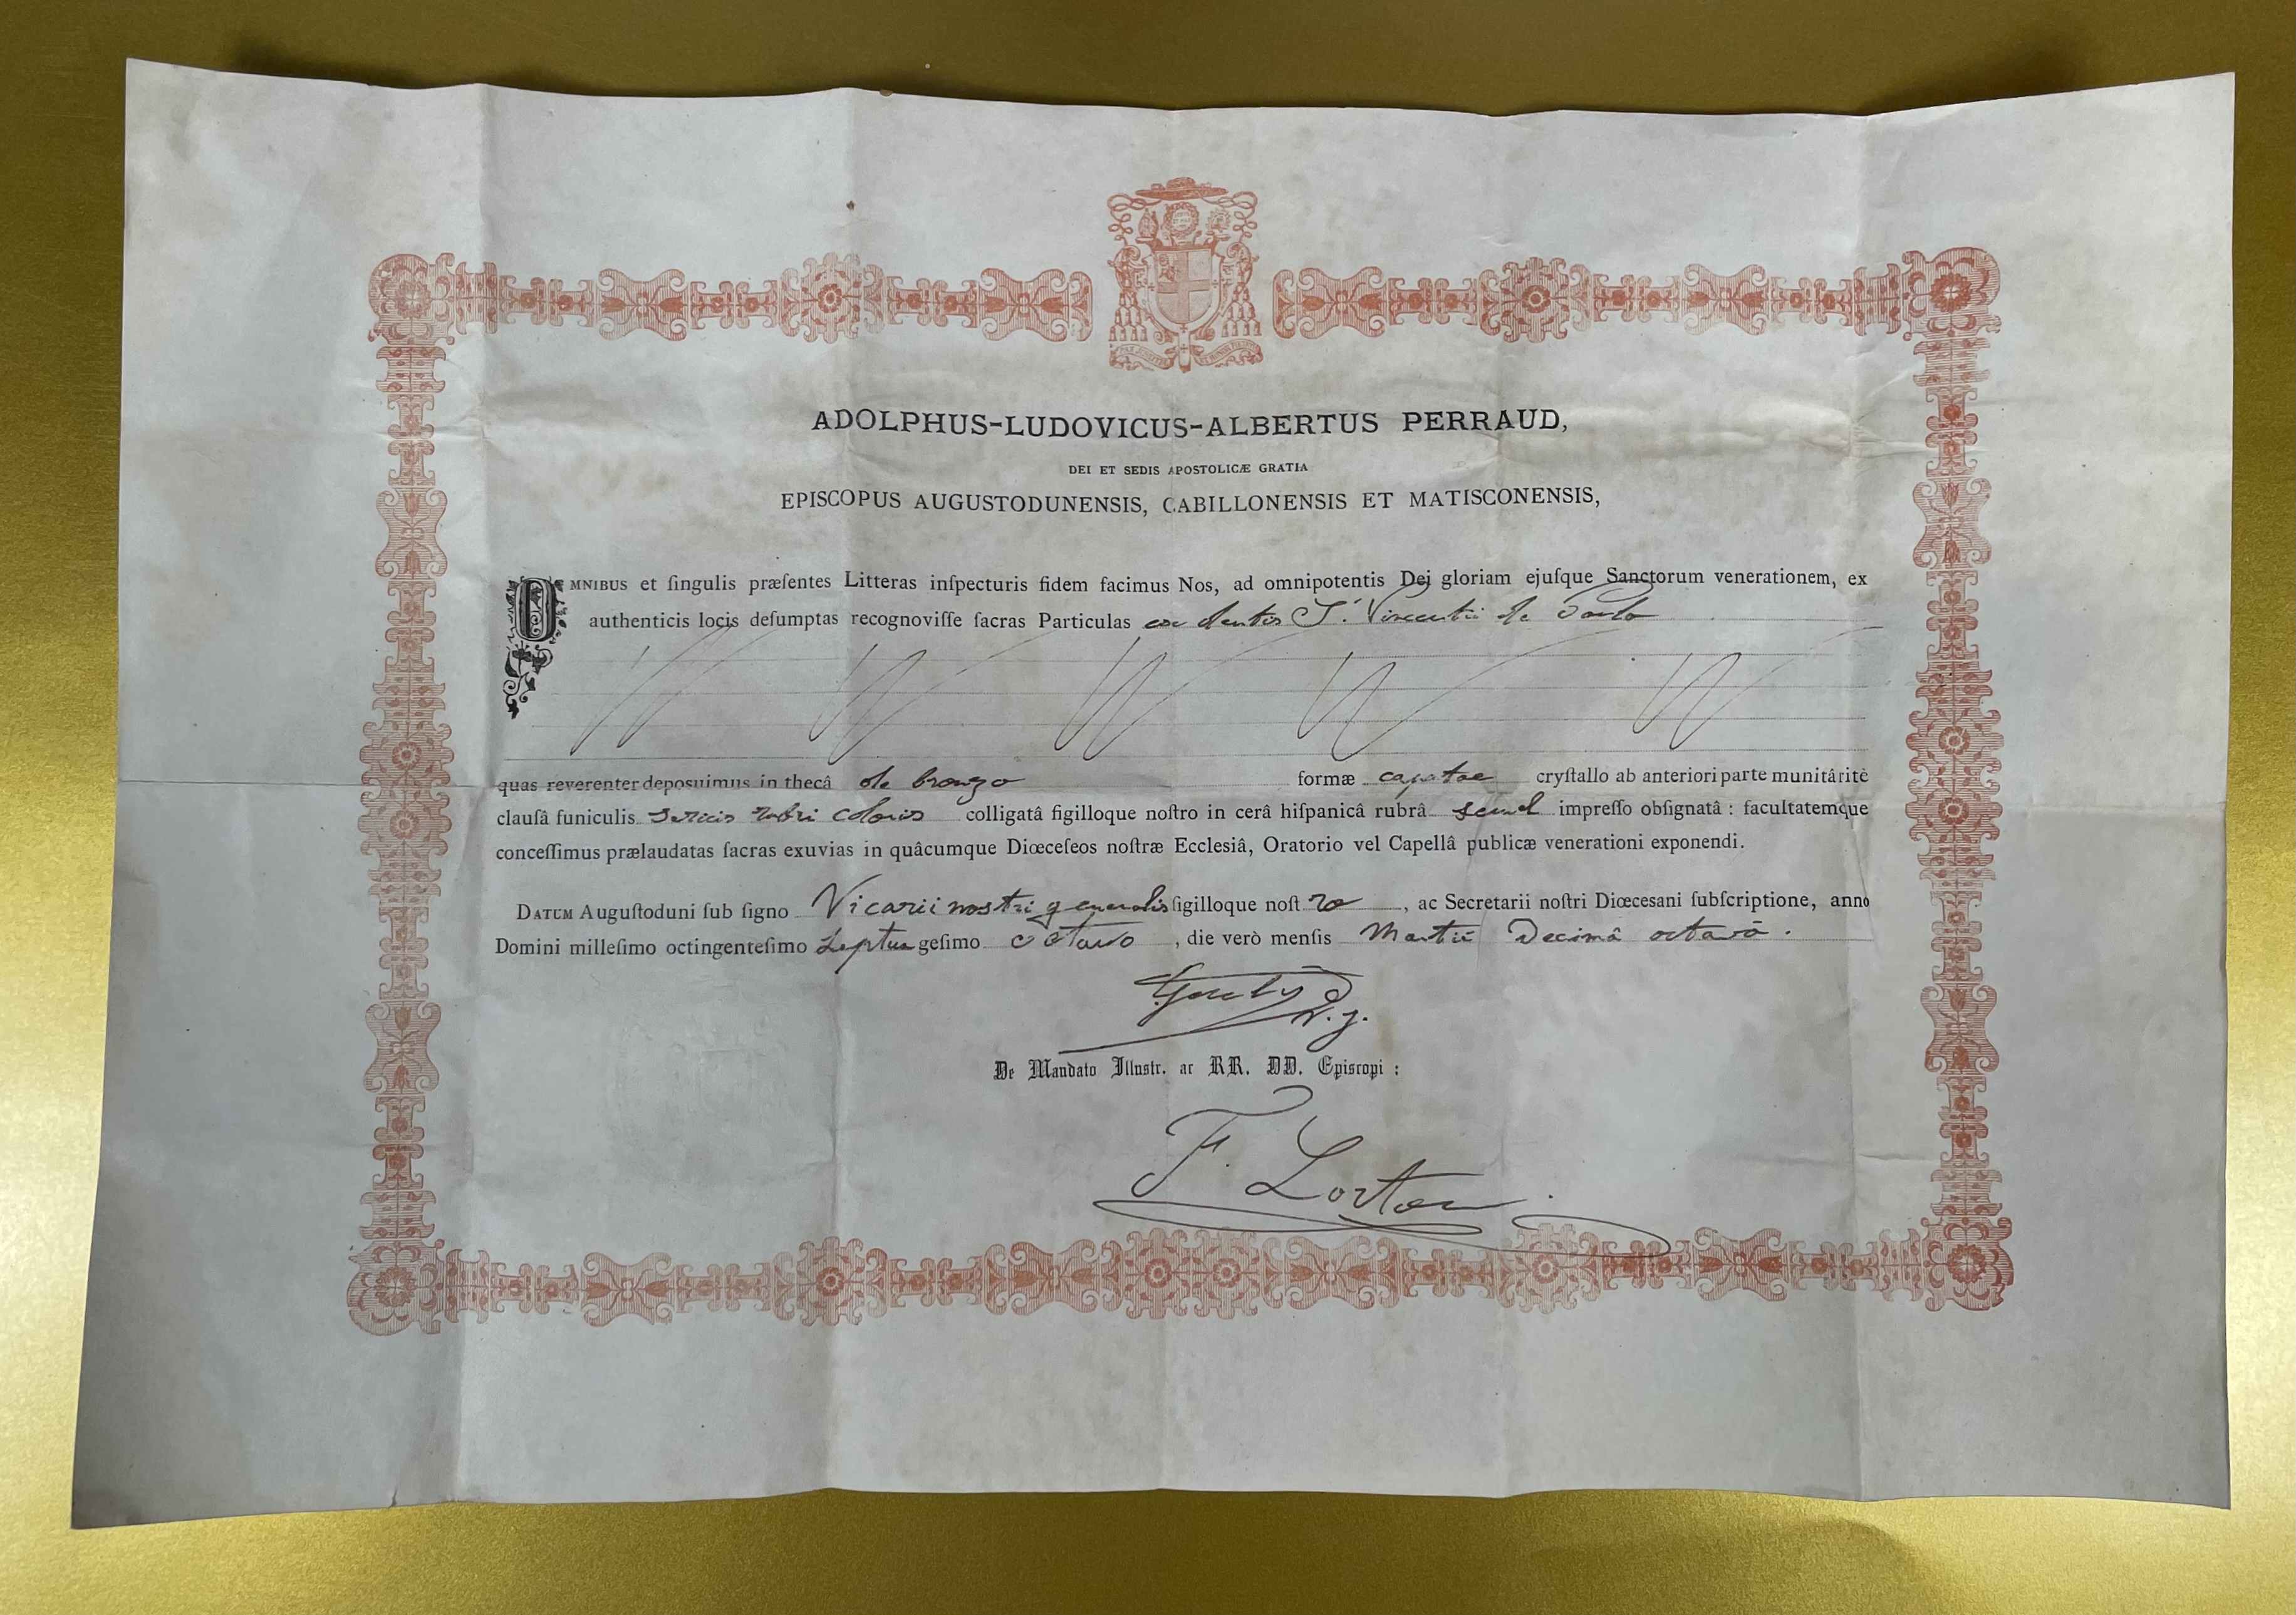 ADOLPHUS-LUDOVICUS-ALBERTUS PERRAUD,
DEI ET SEDIS APOSTOLICÆ GRATIA
EPISCOPUS AUGUSTODUNENSIS, CABILLONENSIS ET MATISCONENSIS,
OMNIBUS et ſingulis præſentes Litteras inſpecturis fidem facimus Nos, ad omnipotentis Dei gloriam ejuſque Sanctorum venerationem, ex
authenticis locis deſumptas recognoviſſe ſacras Particulas ex dentis S. Vincentii de Paulo
quas reverenter deposuimus in thecâ de bronzo formæ capatae cryſtallo ab anteriori parte munitâ ritè
clauſâ funiculis sericis rubri coloris colligatâ ſigilloque noſtro in cerâ hiſpanicâ rubrâ semel impreſſo obſignatâ : facultatemque
conceſſimus prælaudatas ſacras exuvias in quâcumque Diœceſeos noſtræ Ecclesiâ, Oratorio vel Capellâ publicæ venerationi exponendi.
DATUM Auguſtoduni ſub ſigno Vicarii nostri generalis ſigilloque noſtro, ac Secretarii noſtri Diœcesani ſubſcriptione, anno
Domini milleſimo octingenteſimo septuageſimo octavo, die verò menſis Martii Decimâ octavâ.
V. g.
De Mandato Illustr. ac RR. DD. Episcopi :
F. Lorton